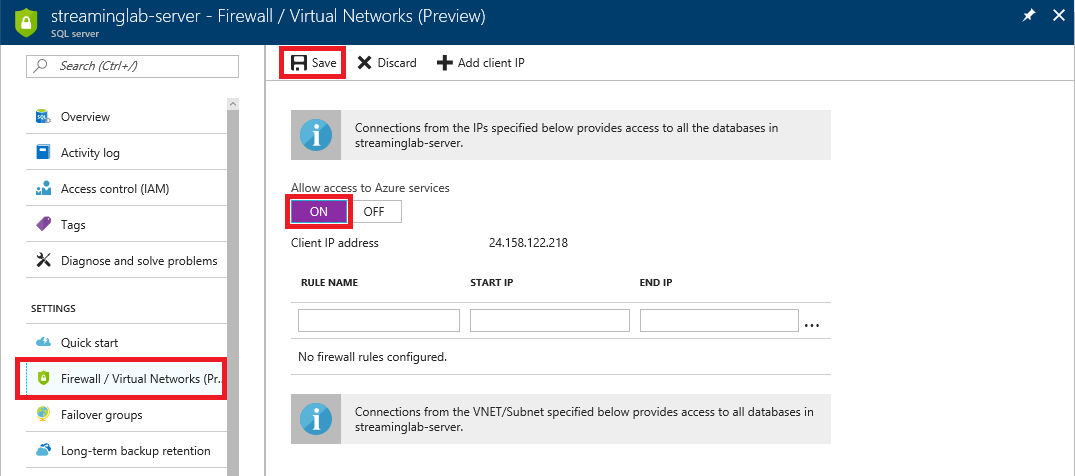 streaminglab-server - Firewall / Virtual Networks (Preview)
SQL server
Search (Ctrl+/)
Overview
Activity log
Access control (IAM)
Tags
Diagnose and solve problems
SETTINGS
Quick start
Firewall / Virtual Networks (Pr...
Failover groups
Long-term backup retention
Save
Discard
Add client IP
Connections from the IPs specified below provides access to all the databases in
streaminglab-server.
Allow access to Azure services
ON OFF
Client IP address 24.158.122.218
RULE NAME START IP END IP
...
No firewall rules configured.
Connections from the VNET/Subnet specified below provides access to all databases in
streaminglab-server.